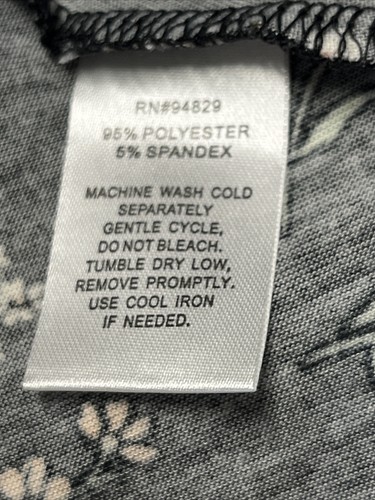 RN#94829
95% POLYESTER
5% SPANDEX
MACHINE WASH COLD
SEPARATELY
GENTLE CYCLE,
DO NOT BLEACH.
TUMBLE DRY LOW,
REMOVE PROMPTLY.
USE COOL IRON
IF NEEDED.